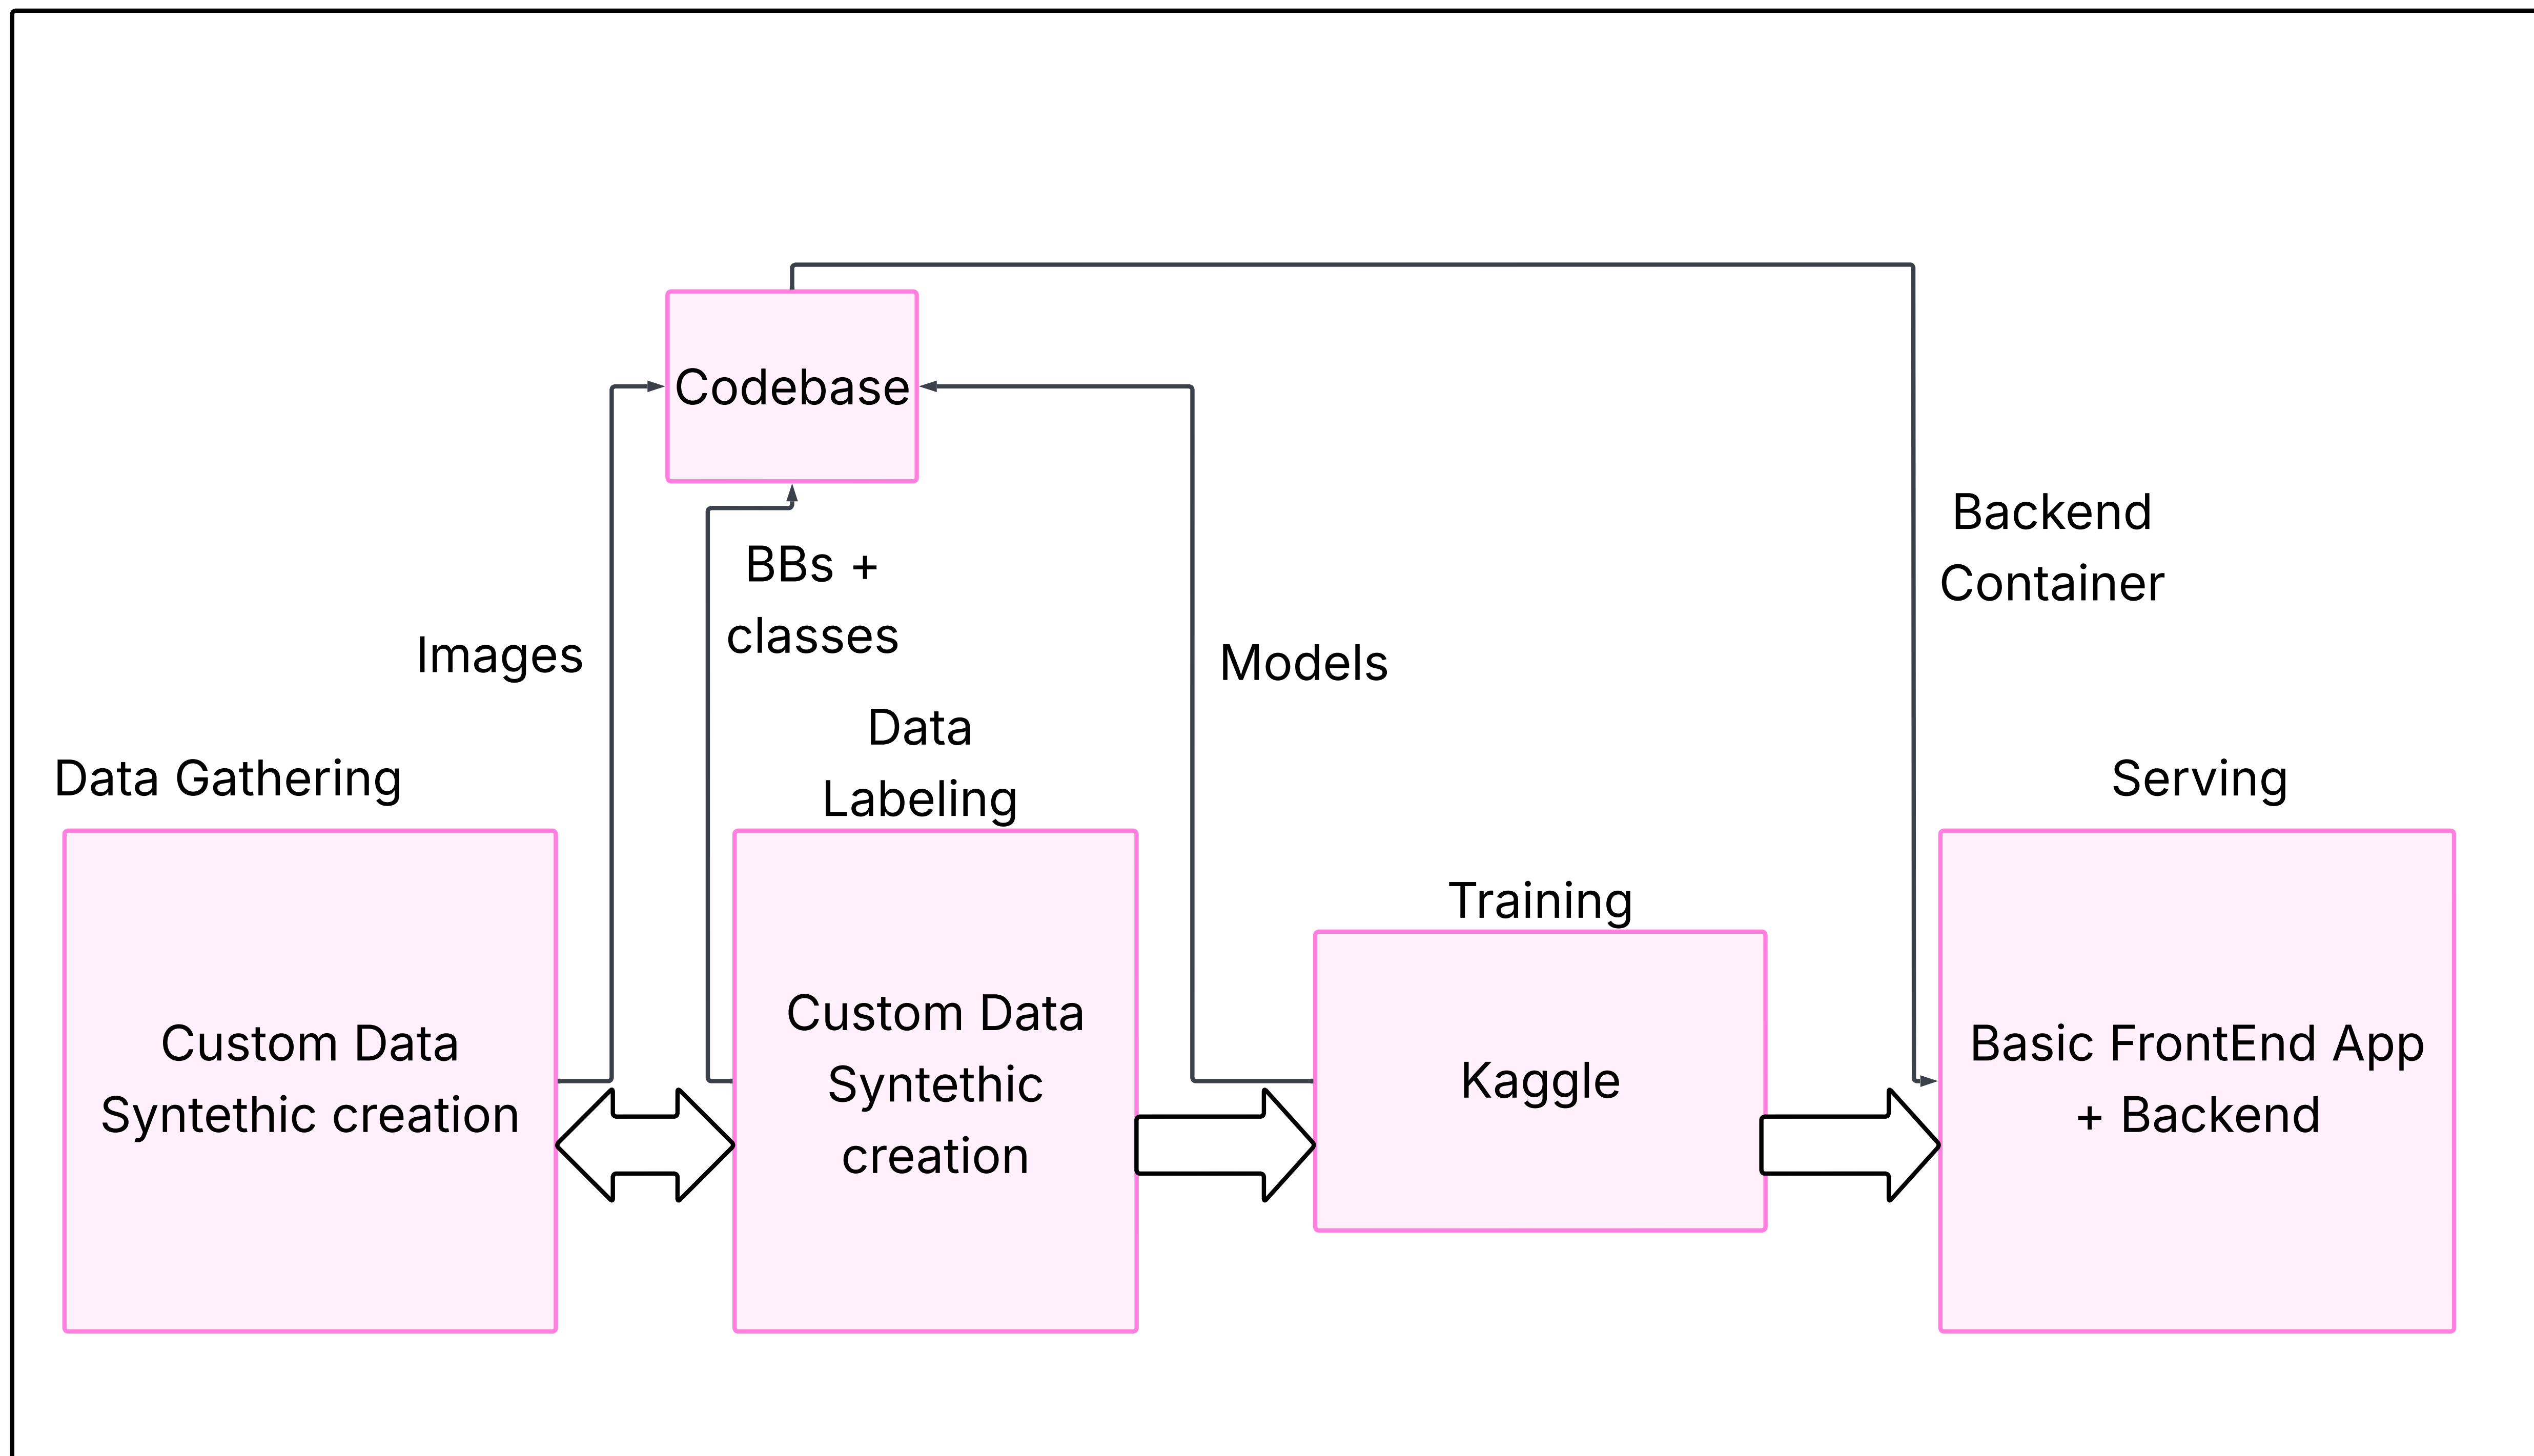 Codebase
Backend
Container
BBs +
classes
Images
Models
Data
Labeling
Data Gathering
Serving
Training
Custom Data
Syntethic creation
Custom Data
Syntethic
creation
Kaggle
Basic FrontEnd App
+ Backend